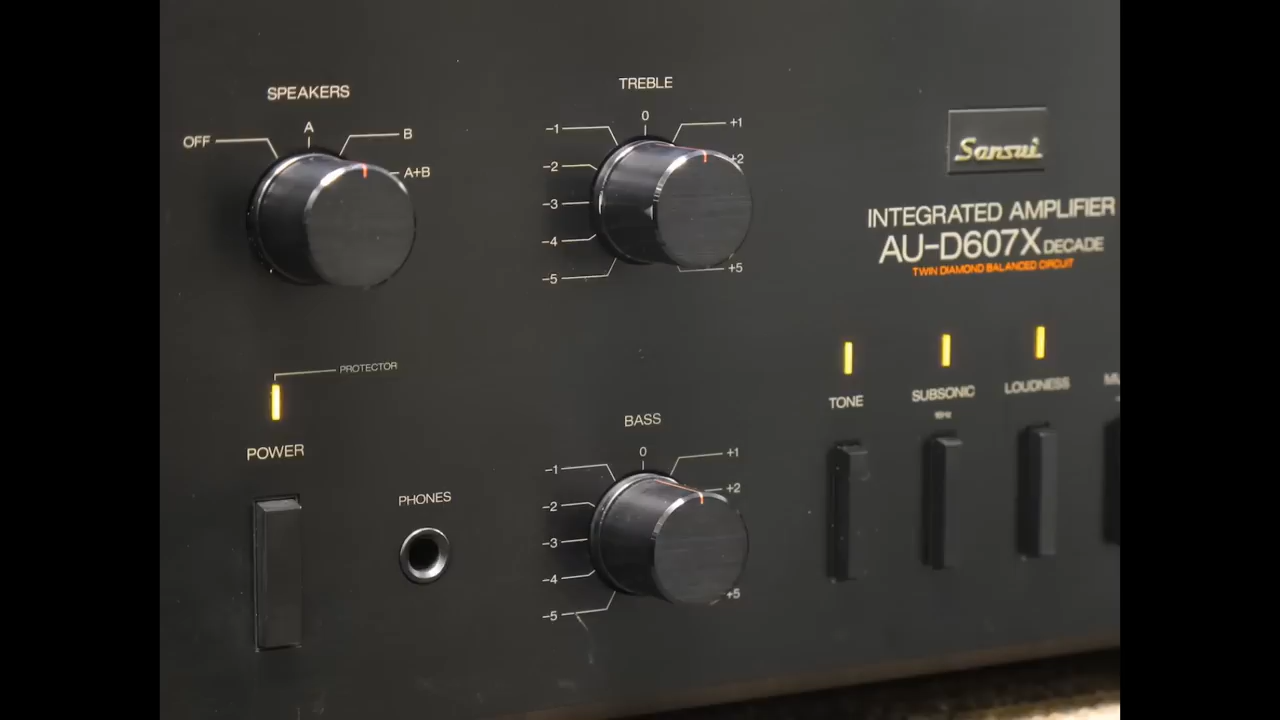 SPEAKERS
OFF
A
B
A+B
TREBLE
0
-1
+1
-2
+2
-3
-4
-5
+5
Sansui
INTEGRATED AMPLIFIER
AU-D607X DECADE
TWIN DIAMOND BALANCED CIRCUIT
PROTECTOR
POWER
PHONES
BASS
0
-1
+1
-2
+2
-3
-4
-5
+5
TONE
SUBSONIC
16Hz
LOUDNESS
MU